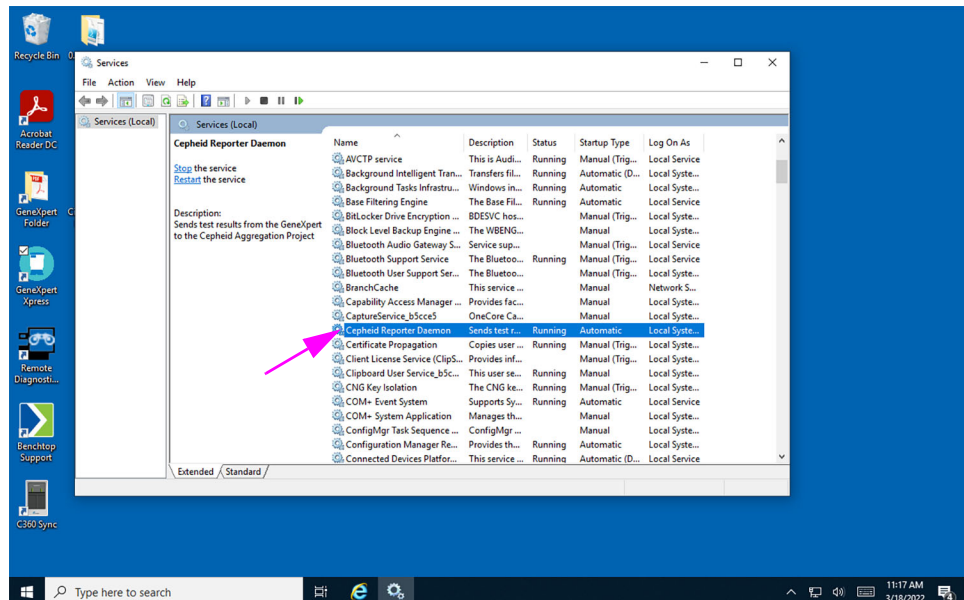 Recycle Bin
0
Services
File Action View Help
Services (Local)
Services (Local)
Acrobat
Reader DC
Cepheid Reporter Daemon
Stop the service
Restart the service
Description:
Sends test results from the GeneXpert
to the Cepheid Aggregation Project
Name Description Status Startup Type Log On As
AVCTP service This is Audi... Running Manual (Trig... Local Service
Background Intelligent Tran... Transfers fil... Running Automatic (D... Local Syste...
Background Tasks Infrastru... Windows in... Running Automatic Local Syste...
Base Filtering Engine The Base Fil... Running Automatic Local Service
BitLocker Drive Encryption ... BDESVC hos... Manual (Trig... Local Syste...
Block Level Backup Engine ... The WBENG... Manual Local Syste...
Bluetooth Audio Gateway S... Service sup... Manual (Trig... Local Service
Bluetooth Support Service The Bluetoo... Running Manual (Trig... Local Service
Bluetooth User Support Ser... The Bluetoo... Manual (Trig... Local Syste...
BranchCache This service ... Manual Network S...
Capability Access Manager ... Provides fac... Manual Local Syste...
CaptureService_b5cce5 OneCore Ca... Manual Local Syste...
Cepheid Reporter Daemon Sends test r... Running Automatic Local Syste...
Certificate Propagation Copies user ... Running Manual (Trig... Local Syste...
Client License Service (ClipS... Provides inf... Manual (Trig... Local Syste...
Clipboard User Service_b5c... This user se... Running Manual Local Syste...
CNG Key Isolation The CNG ke... Running Manual (Trig... Local Syste...
COM+ Event System Supports Sy... Running Automatic Local Service
COM+ System Application Manages th... Manual Local Syste...
ConfigMgr Task Sequence ... ConfigMgr ... Manual Local Syste...
Configuration Manager Re... Provides th... Running Automatic Local Syste...
Connected Devices Platfor... This service ... Running Automatic (D... Local Service
Extended Standard
GeneXpert
Folder
C
GeneXpert
Xpress
Remote
Diagnosti...
Benchtop
Support
C360 Sync
Type here to search
11:17 AM
3/18/2022
4